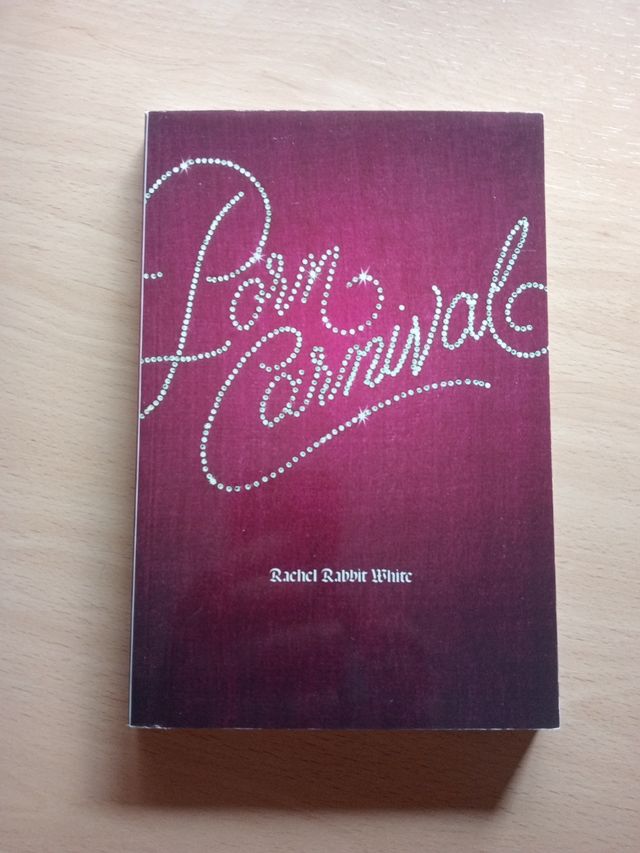 Porn
Carnival
Rachel Rabbit White